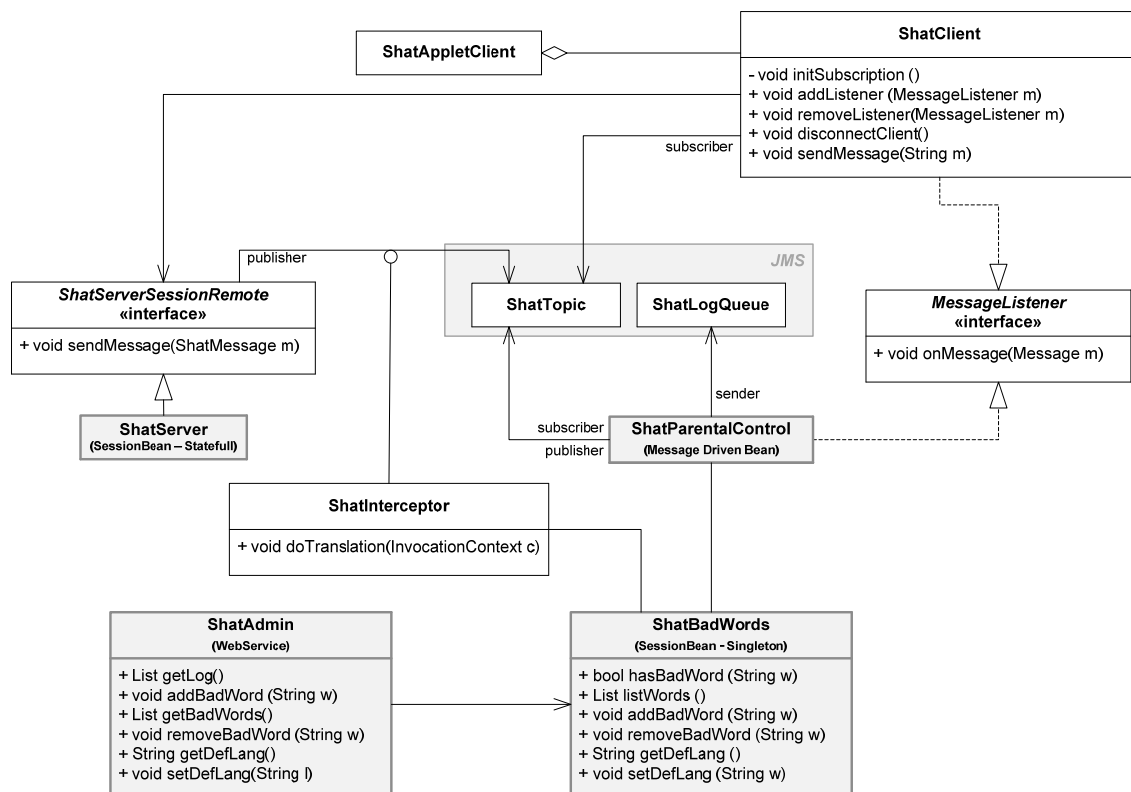 ShatAppletClient
ShatClient
- void initSubscription ()
+ void addListener (MessageListener m)
+ void removeListener(MessageListener m)
+ void disconnectClient()
+ void sendMessage(String m)
subscriber
publisher
JMS
ShatServerSessionRemote
«interface»
+ void sendMessage(ShatMessage m)
ShatTopic
ShatLogQueue
MessageListener
«interface»
+ void onMessage(Message m)
sender
ShatServer
(SessionBean – Statefull)
subscriber
publisher
ShatParentalControl
(Message Driven Bean)
ShatInterceptor
+ void doTranslation(InvocationContext c)
ShatAdmin
(WebService)
+ List getLog()
+ void addBadWord (String w)
+ List getBadWords()
+ void removeBadWord (String w)
+ String getDefLang()
+ void setDefLang(String l)
ShatBadWords
(SessionBean - Singleton)
+ bool hasBadWord (String w)
+ List listWords ()
+ void addBadWord (String w)
+ void removeBadWord (String w)
+ String getDefLang ()
+ void setDefLang (String w)